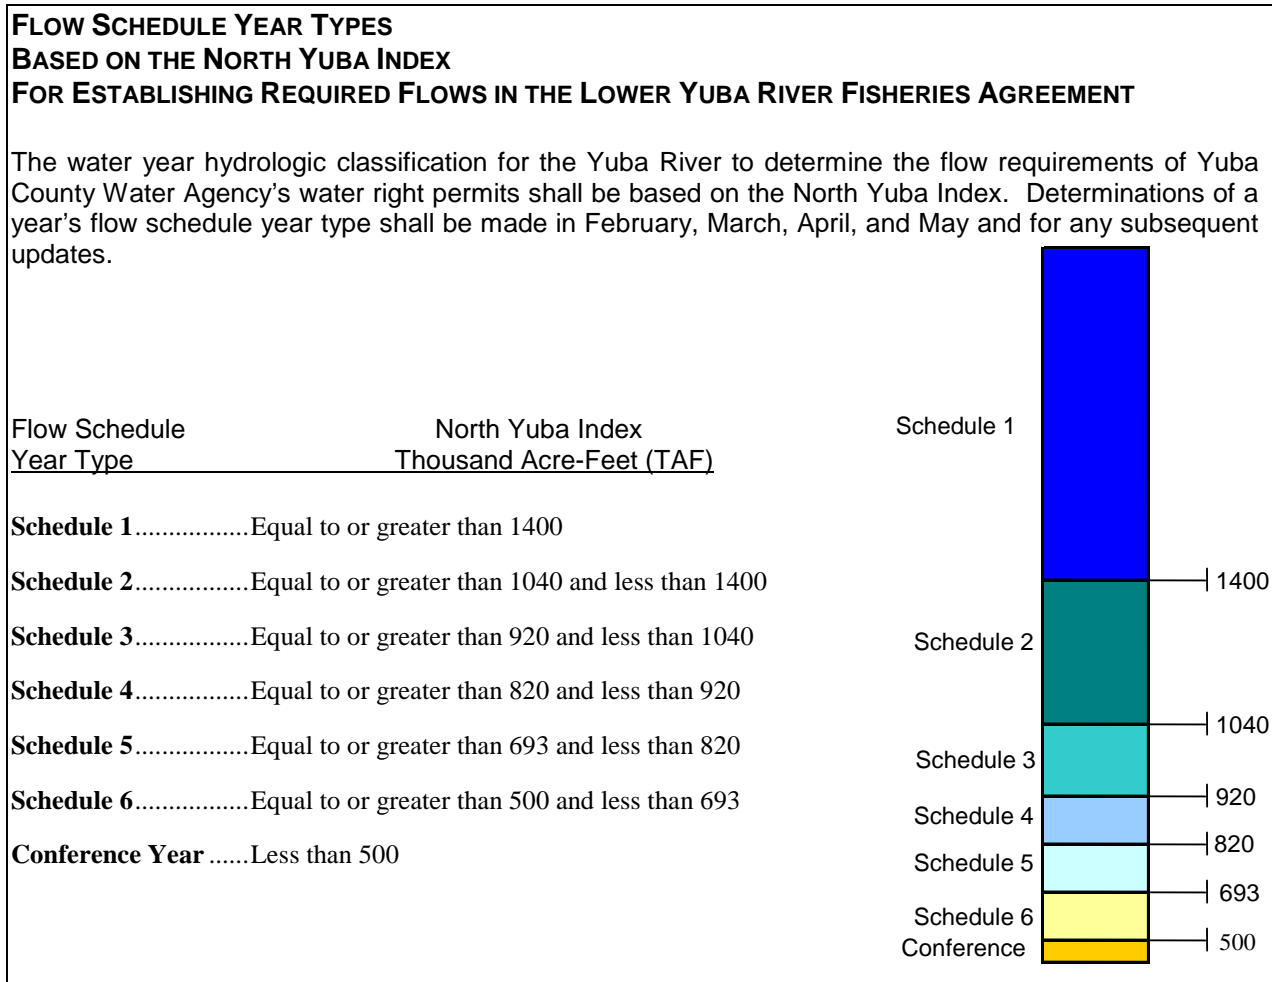 FLOW SCHEDULE YEAR TYPES
BASED ON THE NORTH YUBA INDEX
FOR ESTABLISHING REQUIRED FLOWS IN THE LOWER YUBA RIVER FISHERIES AGREEMENT
The water year hydrologic classification for the Yuba River to determine the flow requirements of Yuba
County Water Agency's water right permits shall be based on the North Yuba Index. Determinations of a
year's flow schedule year type shall be made in February, March, April, and May and for any subsequent
updates.
Flow Schedule North Yuba Index
Year Type Thousand Acre-Feet (TAF)
Schedule 1.................Equal to or greater than 1400
Schedule 2.................Equal to or greater than 1040 and less than 1400
Schedule 3.................Equal to or greater than 920 and less than 1040
Schedule 4.................Equal to or greater than 820 and less than 920
Schedule 5.................Equal to or greater than 693 and less than 820
Schedule 6.................Equal to or greater than 500 and less than 693
Conference Year ......Less than 500
Schedule 1
1400
Schedule 2
1040
Schedule 3
920
Schedule 4
820
Schedule 5
693
Schedule 6
500
Conference